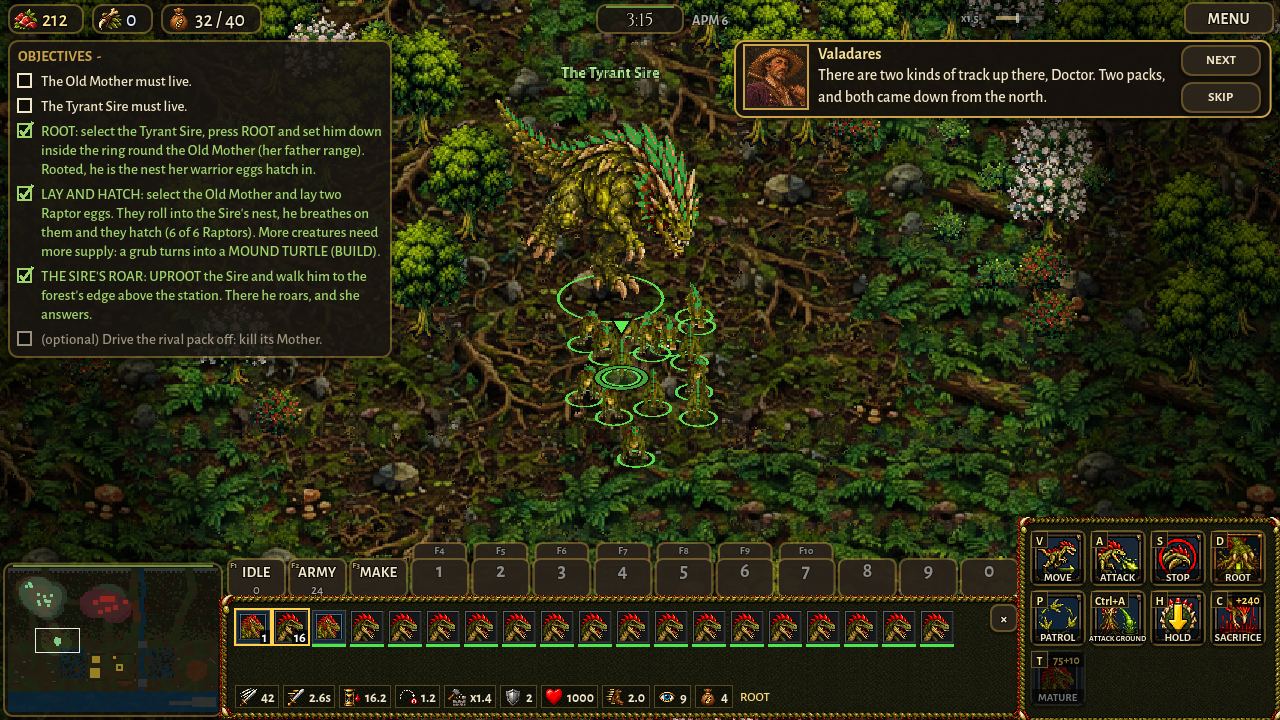 212
0
32 / 40
3:15
APM 6
x1.5
MENU
OBJECTIVES -
The Old Mother must live.
The Tyrant Sire must live.
ROOT: select the Tyrant Sire, press ROOT and set him down
inside the ring round the Old Mother (her father range).
Rooted, he is the nest her warrior eggs hatch in.
LAY AND HATCH: select the Old Mother and lay two
Raptor eggs. They roll into the Sire's nest, he breathes on
them and they hatch (6 of 6 Raptors). More creatures need
more supply: a grub turns into a MOUND TURTLE (BUILD).
THE SIRE'S ROAR: UPROOT the Sire and walk him to the
forest's edge above the station. There he roars, and she
answers.
(optional) Drive the rival pack off: kill its Mother.
The Tyrant Sire
Valadares
There are two kinds of track up there, Doctor. Two packs,
and both came down from the north.
NEXT
SKIP
F1 IDLE
0
F2 ARMY
24
F3 MAKE
F4 F5 F6 F7 F8 F9 F10
1 2 3 4 5 6 7 8 9 0
1 16
×
42 2.6s 16.2 1.2 x1.4 2 1000 2.0 9 4 ROOT
V MOVE
A ATTACK
S STOP
D ROOT
P PATROL
Ctrl+A ATTACK GROUND
H HOLD
C +240 SACRIFICE
T 75+10 MATURE